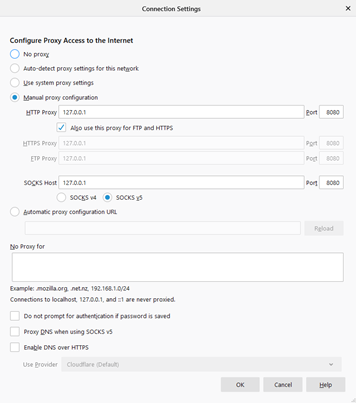 Connection Settings
Configure Proxy Access to the Internet
No proxy
Auto-detect proxy settings for this network
Use system proxy settings
Manual proxy configuration
HTTP Proxy 127.0.0.1 Port 8080
Also use this proxy for FTP and HTTPS
HTTPS Proxy 127.0.0.1 Port 8080
FTP Proxy 127.0.0.1 Port 8080
SOCKS Host 127.0.0.1 Port 8080
SOCKS v4 SOCKS v5
Automatic proxy configuration URL
Reload
No Proxy for
Example: .mozilla.org, .net.nz, 192.168.1.0/24
Connections to localhost, 127.0.0.1, and ::1 are never proxied.
Do not prompt for authentication if password is saved
Proxy DNS when using SOCKS v5
Enable DNS over HTTPS
Use Provider Cloudflare (Default)
OK Cancel Help